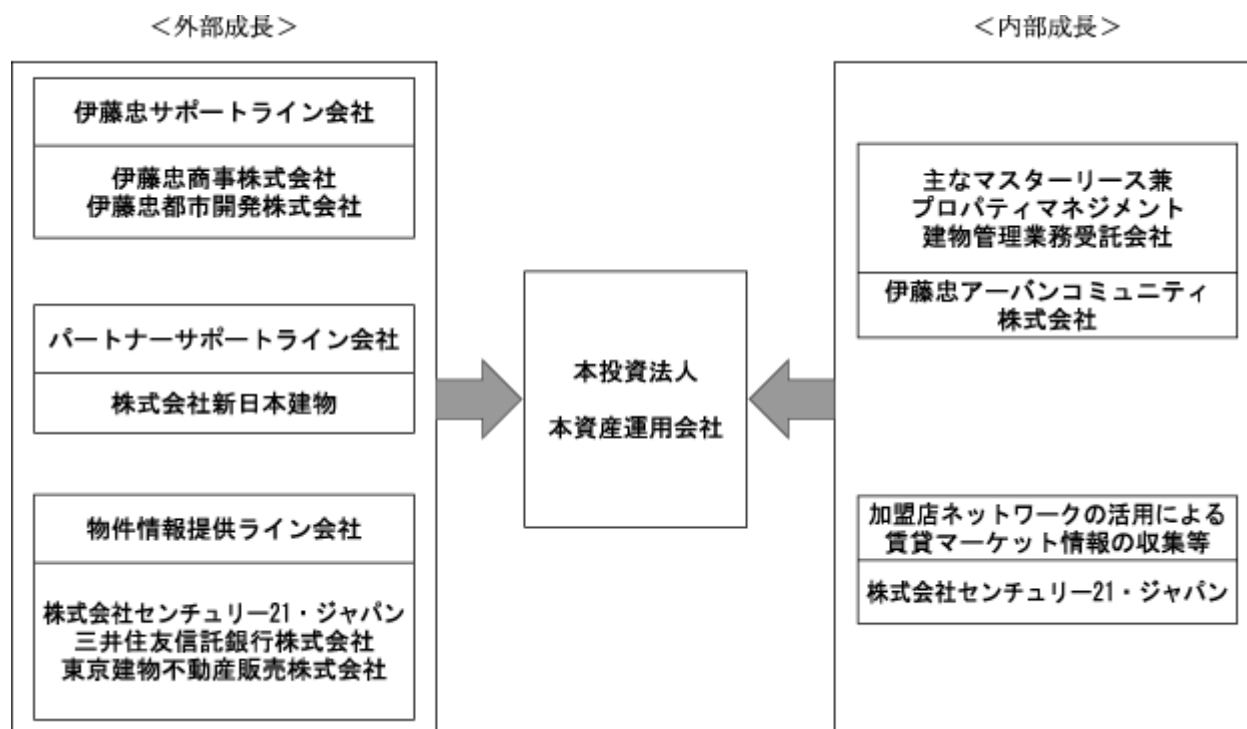 ＜外部成長＞
伊藤忠サポートライン会社
伊藤忠商事株式会社
伊藤忠都市開発株式会社
パートナーサポートライン会社
株式会社新日本建物
物件情報提供ライン会社
株式会社センチュリー21・ジャパン
三井住友信託銀行株式会社
東京建物不動産販売株式会社
本投資法人
本資産運用会社
＜内部成長＞
主なマスターリース兼
プロパティマネジメント
建物管理業務受託会社
伊藤忠アーバンコミュニティ
株式会社
加盟店ネットワークの活用による
賃貸マーケット情報の収集等
株式会社センチュリー21・ジャパン